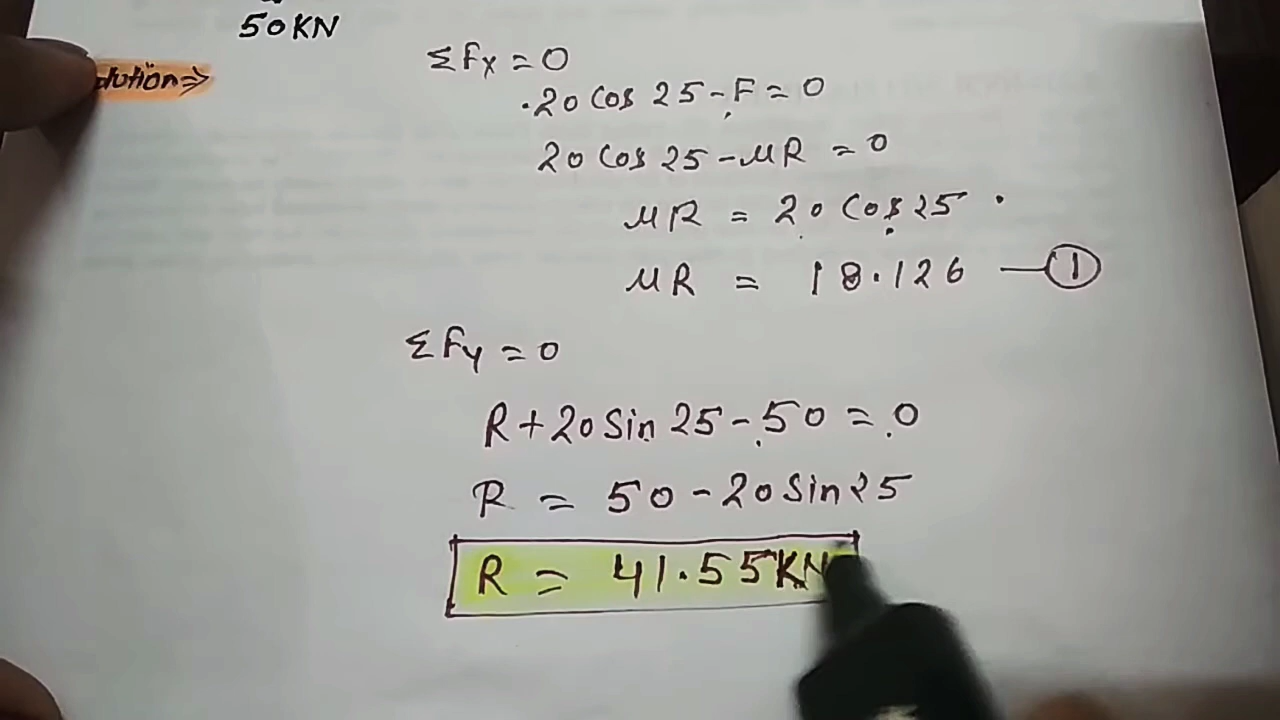 50KN
lution⇒
ΣFx = 0
20 Cos 25 - F = 0
20 Cos 25 - μR = 0
μR = 20 Cos 25
μR = 18.126 —①
ΣFy = 0
R + 20 Sin 25 - 50 = 0
R = 50 - 20 Sin 25
R = 41.55KN